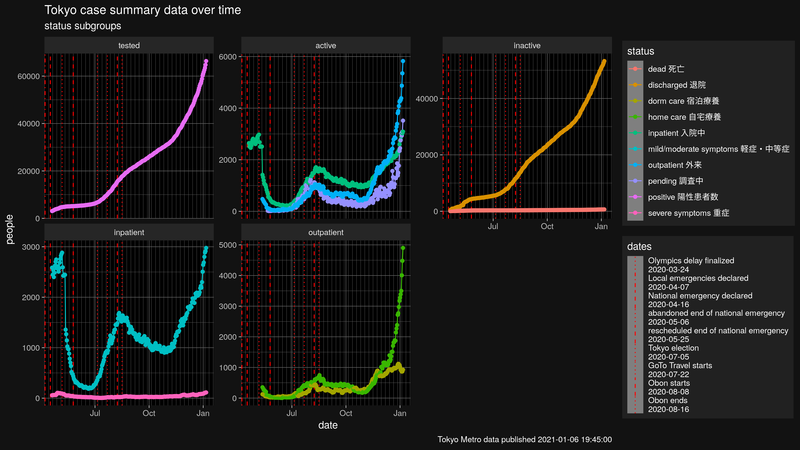 Tokyo case summary data over time
status subgroups
tested
active
inactive
60000
40000
20000
0
6000
4000
2000
0
40000
20000
0
Jul
Oct
Jan
inpatient
outpatient
3000
2000
1000
0
5000
4000
3000
2000
1000
0
Jul
Oct
Jan
Jul
Oct
Jan
people
date
status
dead 死亡
discharged 退院
dorm care 宿泊療養
home care 自宅療養
inpatient 入院中
mild/moderate symptoms 軽症・中等症
outpatient 外来
pending 調査中
positive 陽性患者数
severe symptoms 重症
dates
Olympics delay finalized
2020-03-24
Local emergencies declared
2020-04-07
National emergency declared
2020-04-16
abandoned end of national emergency
2020-05-06
rescheduled end of national emergency
2020-05-25
Tokyo election
2020-07-05
GoTo Travel starts
2020-07-22
Obon starts
2020-08-08
Obon ends
2020-08-16
Tokyo Metro data published 2021-01-06 19:45:00